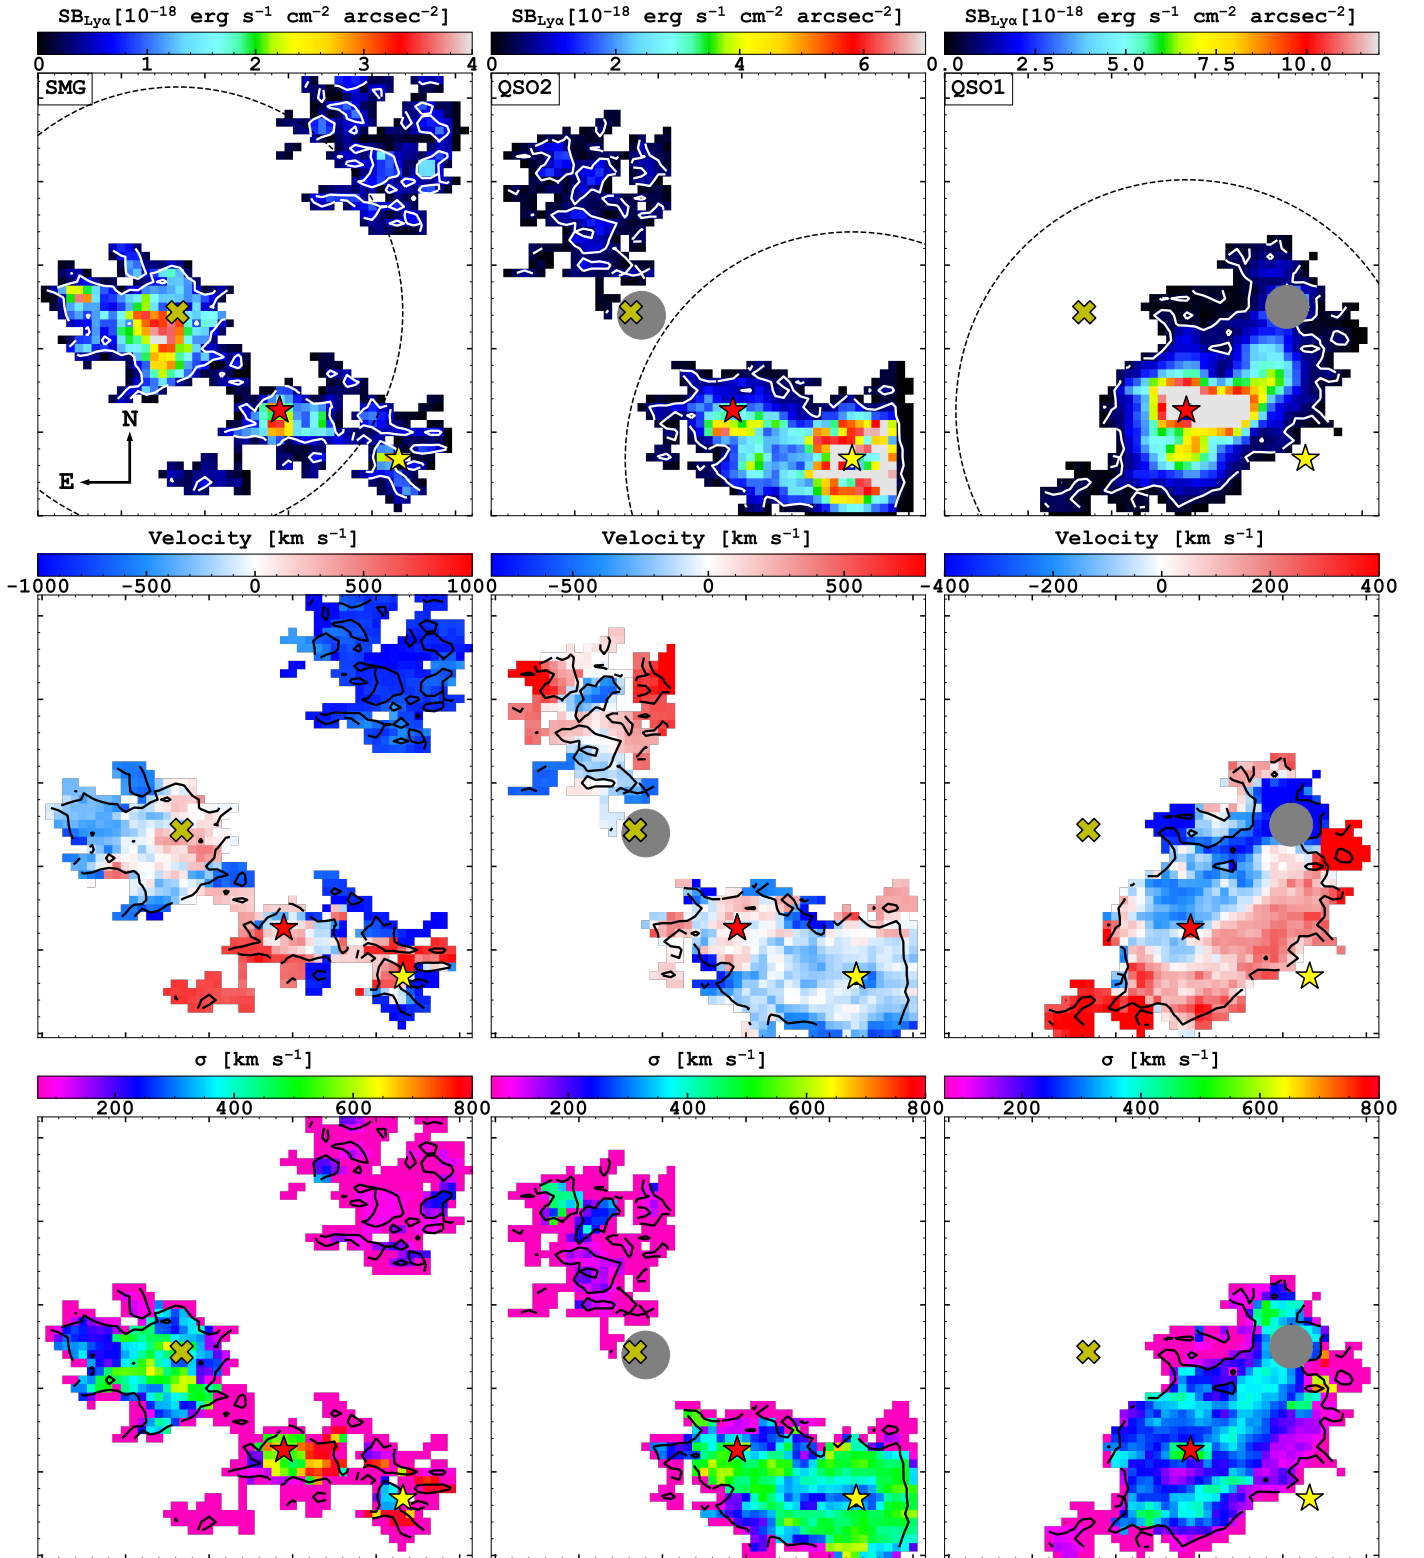 SB_Lyα[10⁻¹⁸ erg s⁻¹ cm⁻² arcsec⁻²] SB_Lyα[10⁻¹⁸ erg s⁻¹ cm⁻² arcsec⁻²] SB_Lyα[10⁻¹⁸ erg s⁻¹ cm⁻² arcsec⁻²]
0 1 2 3 4 0 2 4 6 0.0 2.5 5.0 7.5 10.0
SMG QSO2 QSO1
N
E
Velocity [km s⁻¹] Velocity [km s⁻¹] Velocity [km s⁻¹]
−1000 −500 0 500 1000 −500 0 500 −400 −200 0 200 400
σ [km s⁻¹] σ [km s⁻¹] σ [km s⁻¹]
200 400 600 800 200 400 600 800 200 400 600 800